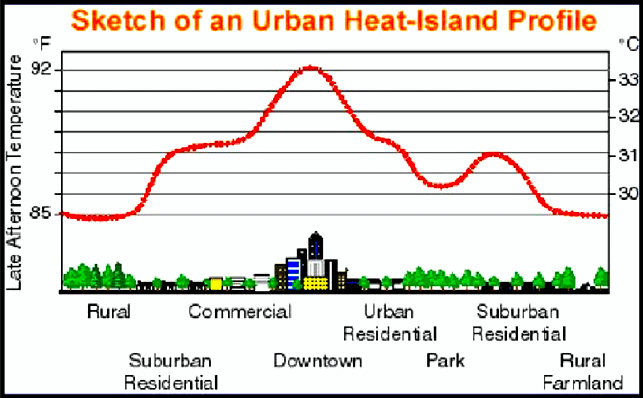 Sketch of an Urban Heat-Island Profile
°F
°C
92
33
32
31
30
85
Late Afternoon Temperature
Rural
Commercial
Urban
Residential
Suburban
Residential
Suburban
Residential
Downtown
Park
Rural
Farmland